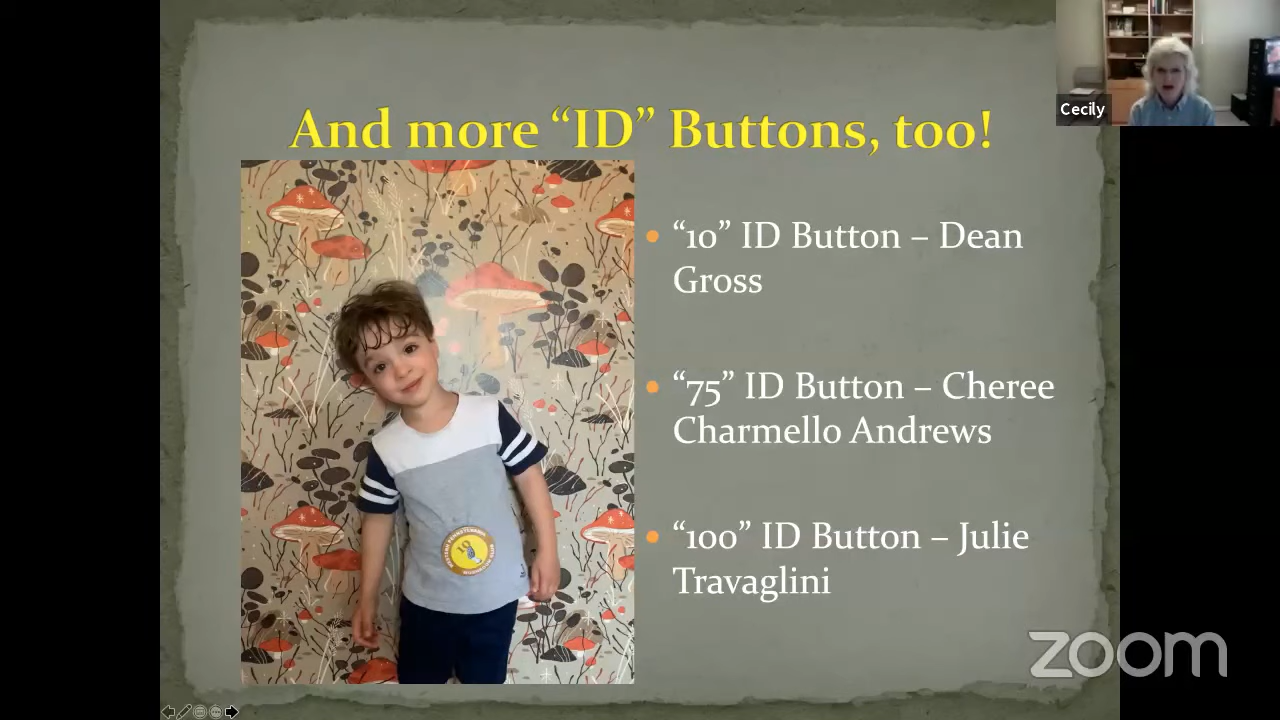 Cecily
And more “ID” Buttons, too!
“10” ID Button – Dean
Gross
“75” ID Button – Cheree
Charmello Andrews
“100” ID Button – Julie
Travaglini
10
zoom